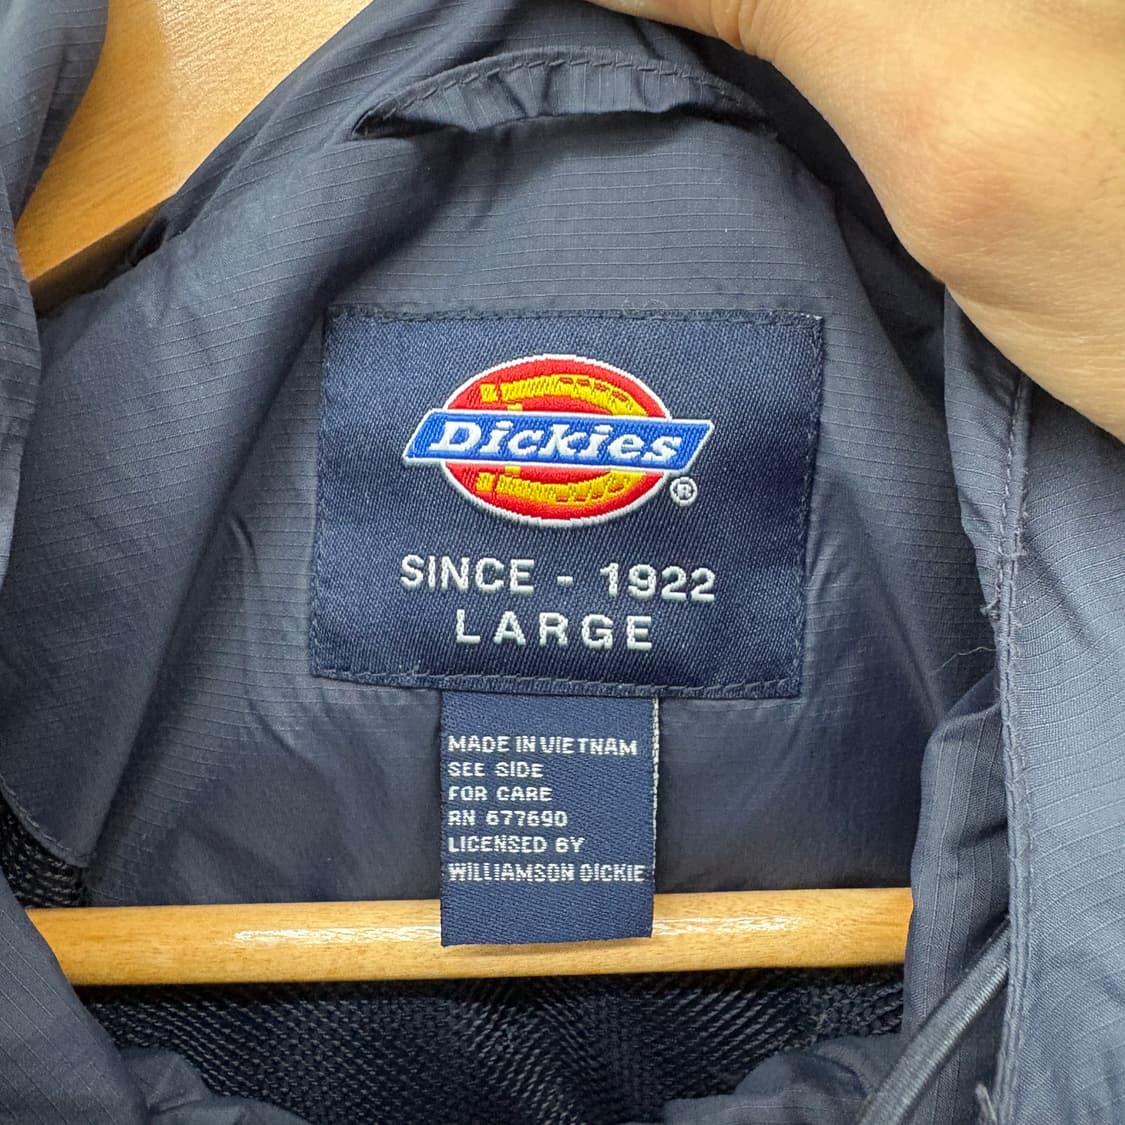 Dickies®
SINCE - 1922
LARGE
MADE IN VIETNAM
SEE SIDE
FOR CARE
RN 677690
LICENSED BY
WILLIAMSON DICKIE